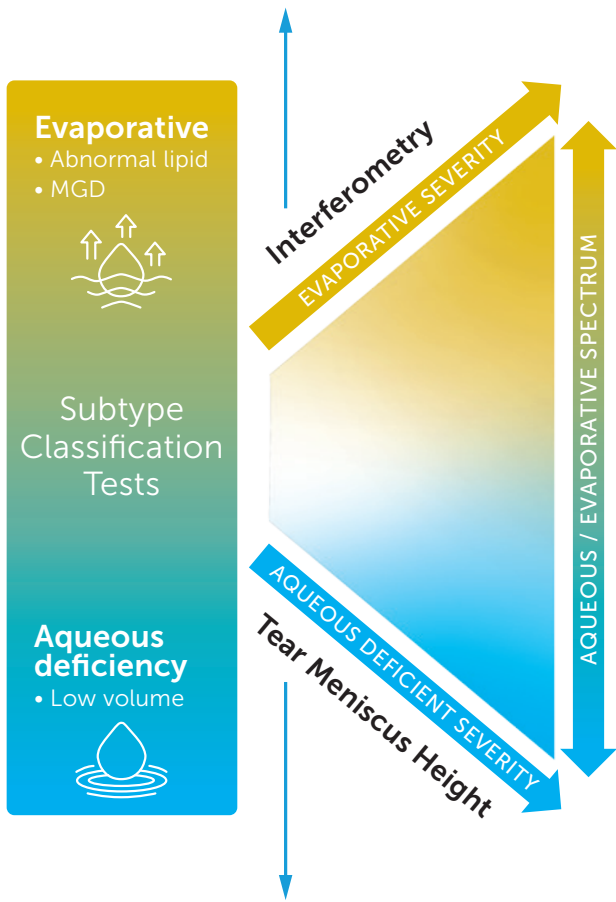 Evaporative
• Abnormal lipid
• MGD
Subtype
Classification
Tests
Aqueous
deficiency
• Low volume
Interferometry
EVAPORATIVE SEVERITY
AQUEOUS DEFICIENT SEVERITY
Tear Meniscus Height
AQUEOUS / EVAPORATIVE SPECTRUM